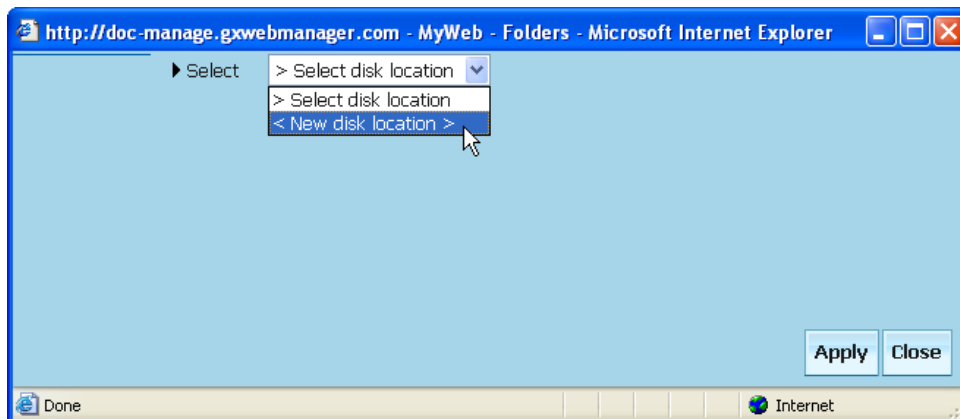 http://doc-manage.gxwebmanager.com - MyWeb - Folders - Microsoft Internet Explorer
Select > Select disk location
> Select disk location
< New disk location >
Apply Close
Done Internet